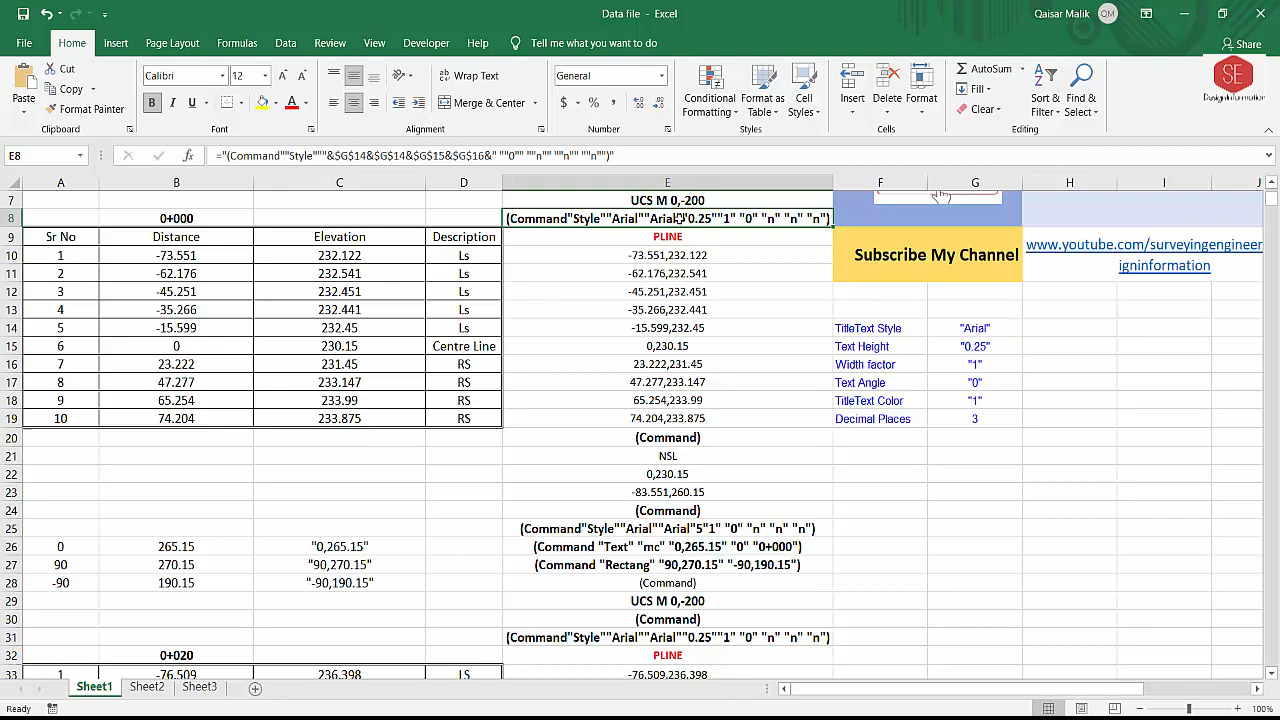 Data file - Excel
Qaisar Malik QM
File Home Insert Page Layout Formulas Data Review View Developer Help Tell me what you want to do Share
Cut
Copy
Format Painter
Paste
Clipboard
Calibri 12
B I U
Font
Wrap Text
Merge & Center
Alignment
General
$ % ,
Number
Conditional Formatting
Format as Table
Cell Styles
Styles
Insert Delete Format
Cells
AutoSum
Fill
Clear
Sort & Filter
Find & Select
Editing
SE
Design Information
E8 fx ="(Command""Style"""&$G$14&$G$14&$G$15&$G$16&" ""0"" ""n"" ""n"" ""n"")"
A B C D E F G H I J
7 UCS M 0,-200
8 0+000 (Command"Style""Arial""Arial""0.25""1" "0" "n" "n" "n")
9 Sr No Distance Elevation Description PLINE
Subscribe My Channel
www.youtube.com/surveyingengineer
igninformation
10 1 -73.551 232.122 Ls -73.551,232.122
11 2 -62.176 232.541 Ls -62.176,232.541
12 3 -45.251 232.451 Ls -45.251,232.451
13 4 -35.266 232.441 Ls -35.266,232.441
14 5 -15.599 232.45 Ls -15.599,232.45 TitleText Style "Arial"
15 6 0 230.15 Centre Line 0,230.15 Text Height "0.25"
16 7 23.222 231.45 RS 23.222,231.45 Width factor "1"
17 8 47.277 233.147 RS 47.277,233.147 Text Angle "0"
18 9 65.254 233.99 RS 65.254,233.99 TitleText Color "1"
19 10 74.204 233.875 RS 74.204,233.875 Decimal Places 3
20 (Command)
21 NSL
22 0,230.15
23 -83.551,260.15
24 (Command)
25 (Command"Style""Arial""Arial"5"1" "0" "n" "n" "n")
26 0 265.15 "0,265.15" (Command "Text" "mc" "0,265.15" "0" "0+000")
27 90 270.15 "90,270.15" (Command "Rectang" "90,270.15" "-90,190.15")
28 -90 190.15 "-90,190.15" (Command)
29 UCS M 0,-200
30 (Command)
31 (Command"Style""Arial""Arial""0.25""1" "0" "n" "n" "n")
32 0+020 PLINE
33 1 -76.509 236.398 LS -76.509,236.398
Sheet1 Sheet2 Sheet3
Ready 100%